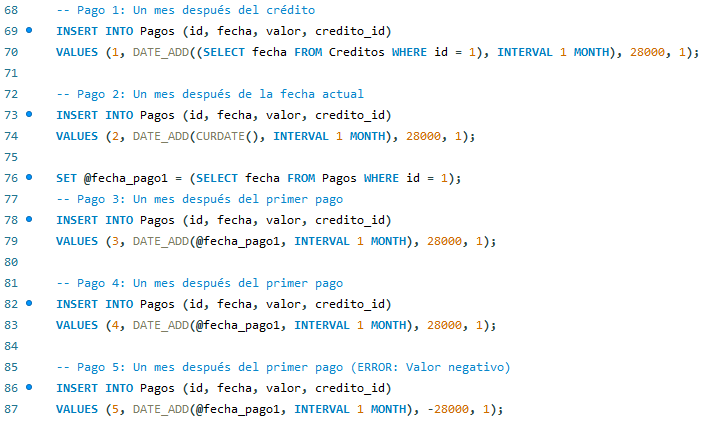 68 -- Pago 1: Un mes después del crédito
69 INSERT INTO Pagos (id, fecha, valor, credito_id)
70 VALUES (1, DATE_ADD((SELECT fecha FROM Creditos WHERE id = 1), INTERVAL 1 MONTH), 28000, 1);
71
72 -- Pago 2: Un mes después de la fecha actual
73 INSERT INTO Pagos (id, fecha, valor, credito_id)
74 VALUES (2, DATE_ADD(CURDATE(), INTERVAL 1 MONTH), 28000, 1);
75
76 SET @fecha_pago1 = (SELECT fecha FROM Pagos WHERE id = 1);
77 -- Pago 3: Un mes después del primer pago
78 INSERT INTO Pagos (id, fecha, valor, credito_id)
79 VALUES (3, DATE_ADD(@fecha_pago1, INTERVAL 1 MONTH), 28000, 1);
80
81 -- Pago 4: Un mes después del primer pago
82 INSERT INTO Pagos (id, fecha, valor, credito_id)
83 VALUES (4, DATE_ADD(@fecha_pago1, INTERVAL 1 MONTH), 28000, 1);
84
85 -- Pago 5: Un mes después del primer pago (ERROR: Valor negativo)
86 INSERT INTO Pagos (id, fecha, valor, credito_id)
87 VALUES (5, DATE_ADD(@fecha_pago1, INTERVAL 1 MONTH), -28000, 1);